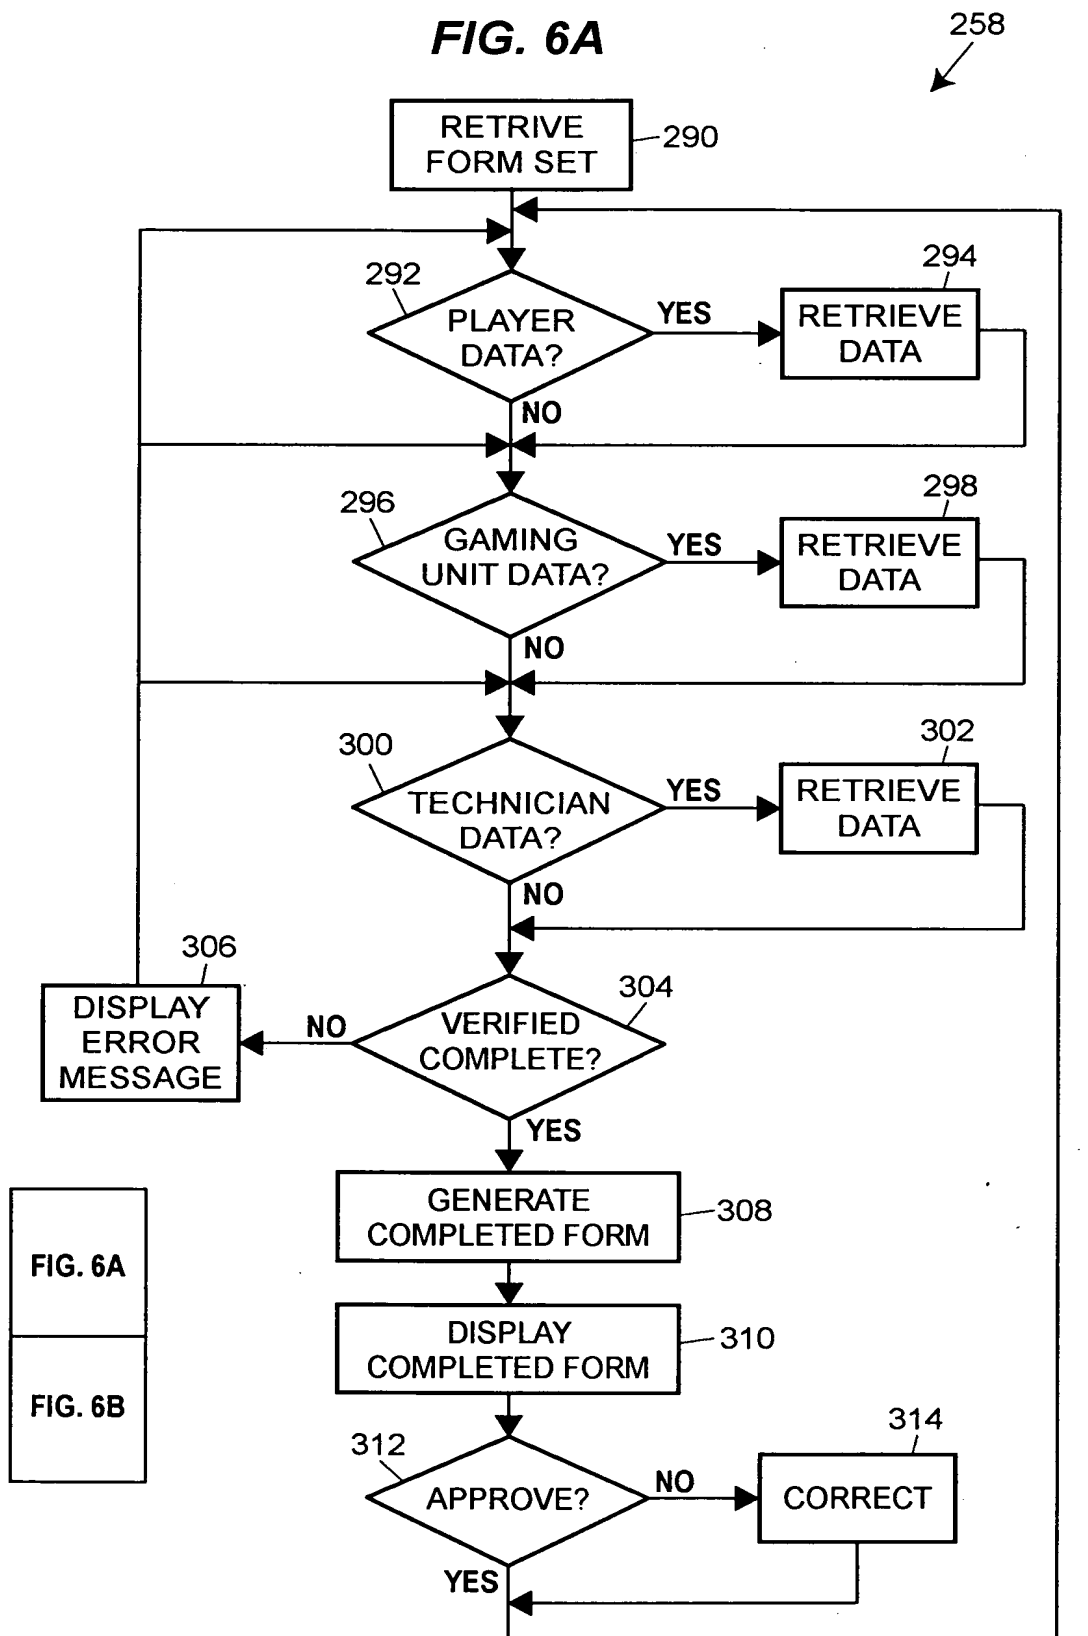 FIG. 6A
258
RETRIVE
FORM SET
290
292
PLAYER
DATA?
YES
294
RETRIEVE
DATA
NO
296
GAMING
UNIT DATA?
YES
298
RETRIEVE
DATA
NO
300
TECHNICIAN
DATA?
YES
302
RETRIEVE
DATA
NO
306
DISPLAY
ERROR
MESSAGE
NO
304
VERIFIED
COMPLETE?
YES
GENERATE
COMPLETED FORM
308
DISPLAY
COMPLETED FORM
310
FIG. 6A
FIG. 6B
312
APPROVE?
NO
314
CORRECT
YES